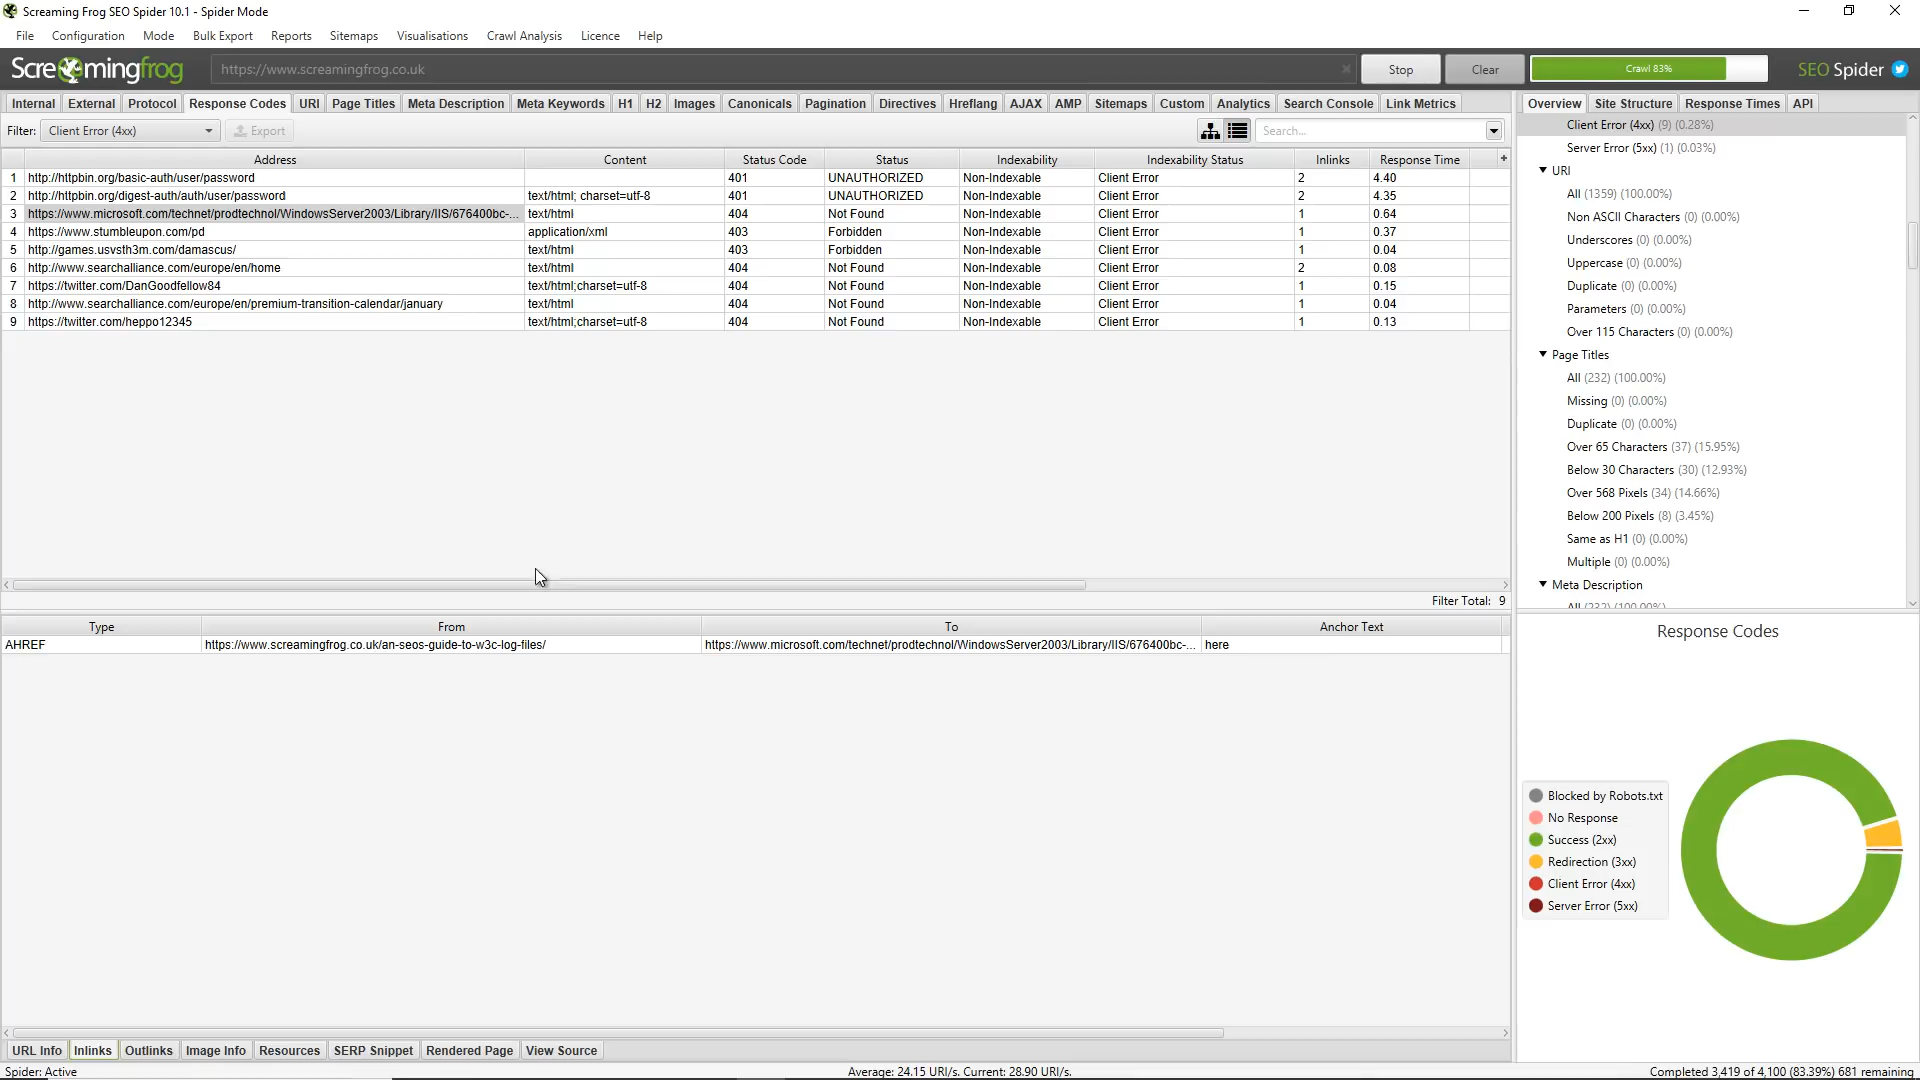 Screaming Frog SEO Spider 10.1 - Spider Mode
File Configuration Mode Bulk Export Reports Sitemaps Visualisations Crawl Analysis Licence Help
Screamingfrog https://www.screamingfrog.co.uk Stop Clear Crawl 83% SEO Spider
Internal External Protocol Response Codes URI Page Titles Meta Description Meta Keywords H1 H2 Images Canonicals Pagination Directives Hreflang AJAX AMP Sitemaps Custom Analytics Search Console Link Metrics
Filter: Client Error (4xx) Export Search...
Address Content Status Code Status Indexability Indexability Status Inlinks Response Time +
1 http://httpbin.org/basic-auth/user/password 401 UNAUTHORIZED Non-Indexable Client Error 2 4.40
2 http://httpbin.org/digest-auth/auth/user/password text/html; charset=utf-8 401 UNAUTHORIZED Non-Indexable Client Error 2 4.35
3 https://www.microsoft.com/technet/prodtechnol/WindowsServer2003/Library/IIS/676400bc-... text/html 404 Not Found Non-Indexable Client Error 1 0.64
4 https://www.stumbleupon.com/pd application/xml 403 Forbidden Non-Indexable Client Error 1 0.37
5 http://games.usvsth3m.com/damascus/ text/html 403 Forbidden Non-Indexable Client Error 1 0.04
6 http://www.searchalliance.com/europe/en/home text/html 404 Not Found Non-Indexable Client Error 2 0.08
7 https://twitter.com/DanGoodfellow84 text/html;charset=utf-8 404 Not Found Non-Indexable Client Error 1 0.15
8 http://www.searchalliance.com/europe/en/premium-transition-calendar/january text/html 404 Not Found Non-Indexable Client Error 1 0.04
9 https://twitter.com/heppo12345 text/html;charset=utf-8 404 Not Found Non-Indexable Client Error 1 0.13
Filter Total: 9
Type From To Anchor Text
AHREF https://www.screamingfrog.co.uk/an-seos-guide-to-w3c-log-files/ https://www.microsoft.com/technet/prodtechnol/WindowsServer2003/Library/IIS/676400bc-... here
URL Info Inlinks Outlinks Image Info Resources SERP Snippet Rendered Page View Source
Overview Site Structure Response Times API
Client Error (4xx) (9) (0.28%)
Server Error (5xx) (1) (0.03%)
URI
All (1359) (100.00%)
Non ASCII Characters (0) (0.00%)
Underscores (0) (0.00%)
Uppercase (0) (0.00%)
Duplicate (0) (0.00%)
Parameters (0) (0.00%)
Over 115 Characters (0) (0.00%)
Page Titles
All (232) (100.00%)
Missing (0) (0.00%)
Duplicate (0) (0.00%)
Over 65 Characters (37) (15.95%)
Below 30 Characters (30) (12.93%)
Over 568 Pixels (34) (14.66%)
Below 200 Pixels (8) (3.45%)
Same as H1 (0) (0.00%)
Multiple (0) (0.00%)
Meta Description
All (232) (100.00%)
Response Codes
Blocked by Robots.txt
No Response
Success (2xx)
Redirection (3xx)
Client Error (4xx)
Server Error (5xx)
Spider: Active Average: 24.15 URI/s. Current: 28.90 URI/s. Completed 3,419 of 4,100 (83.39%) 681 remaining